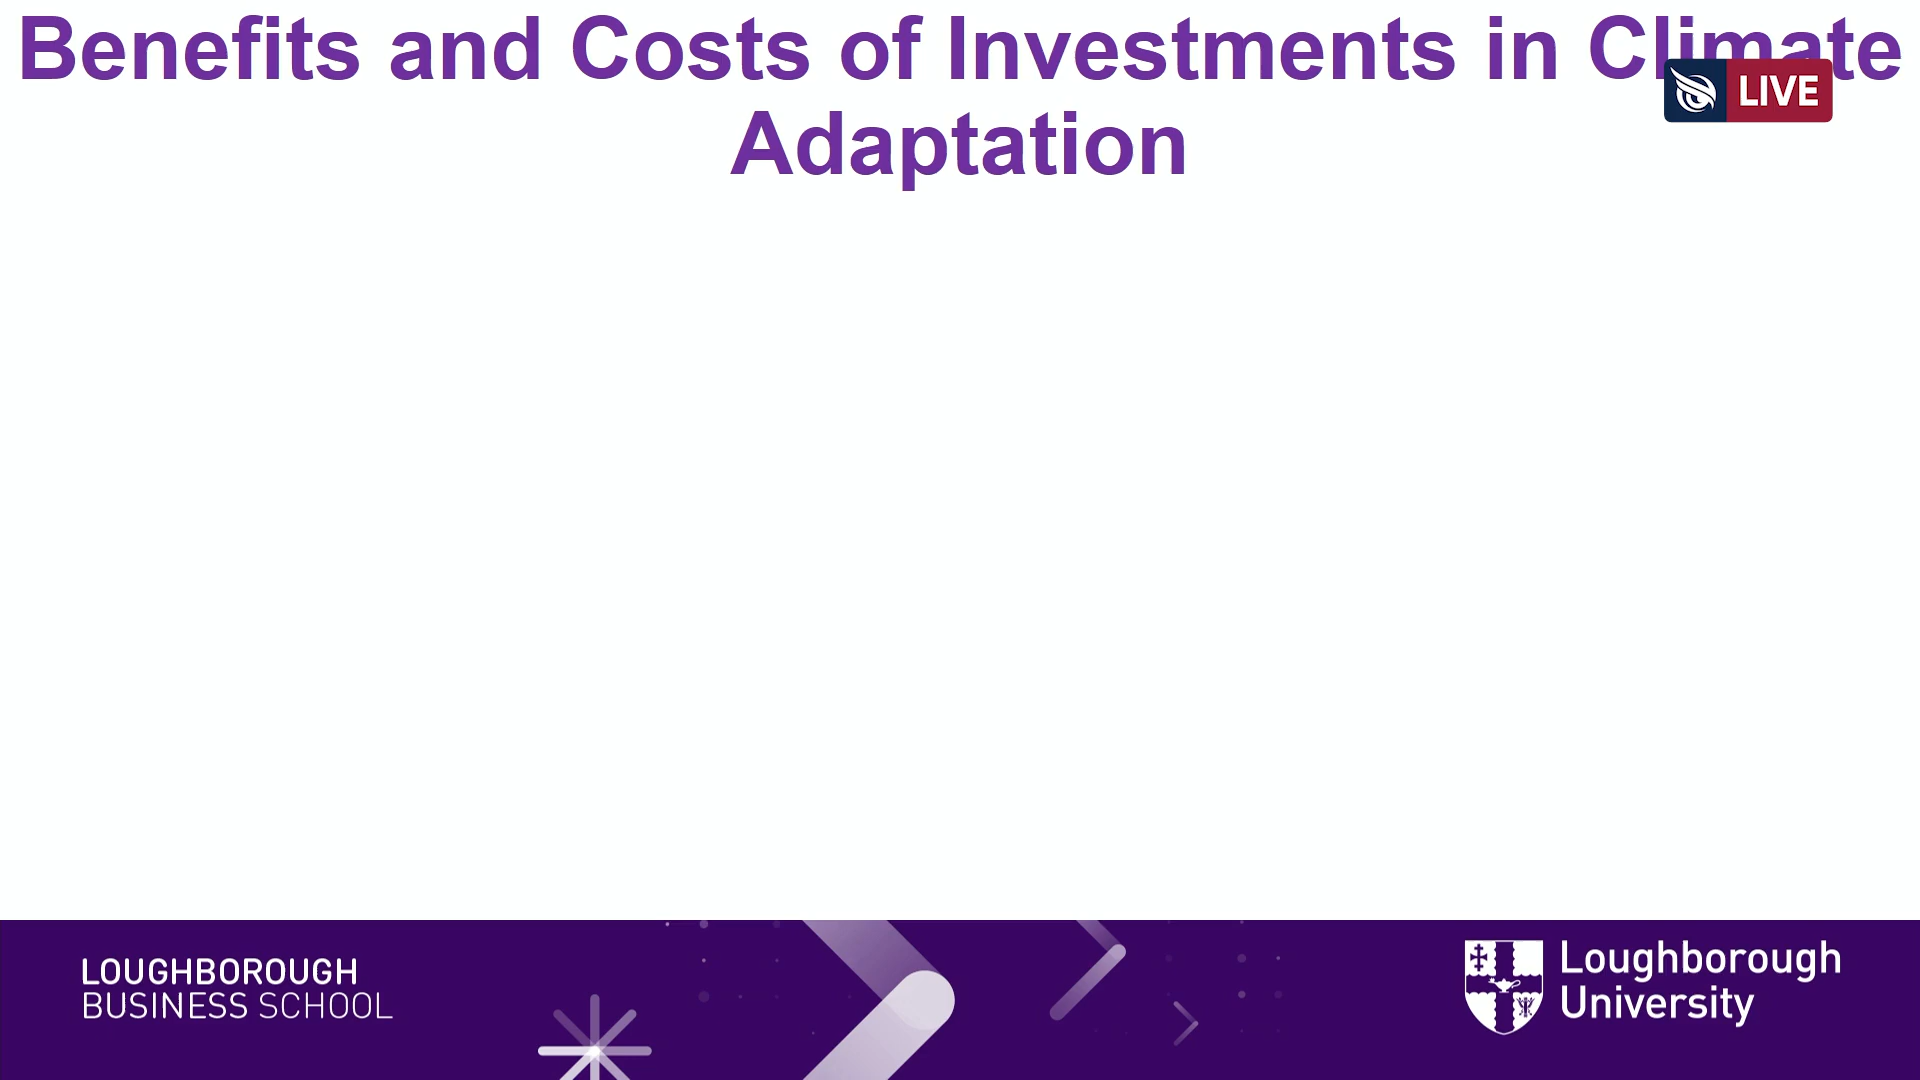 Benefits and Costs of Investments in Climate
Adaptation
LIVE
LOUGHBOROUGH
BUSINESS SCHOOL
Loughborough
University